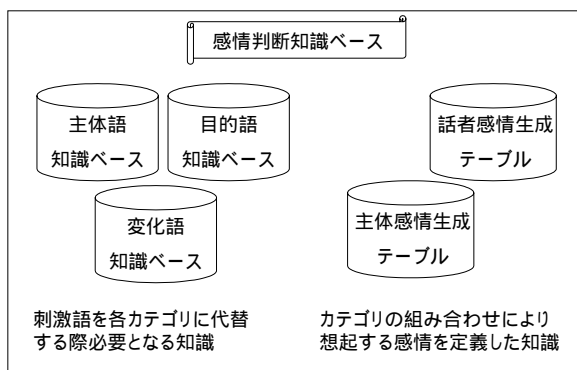 感情判断知識ベース
主体語
知識ベース
目的語
知識ベース
変化語
知識ベース
刺激語を各カテゴリに代替
する際必要となる知識
話者感情生成
テーブル
主体感情生成
テーブル
カテゴリの組み合わせにより
想起する感情を定義した知識